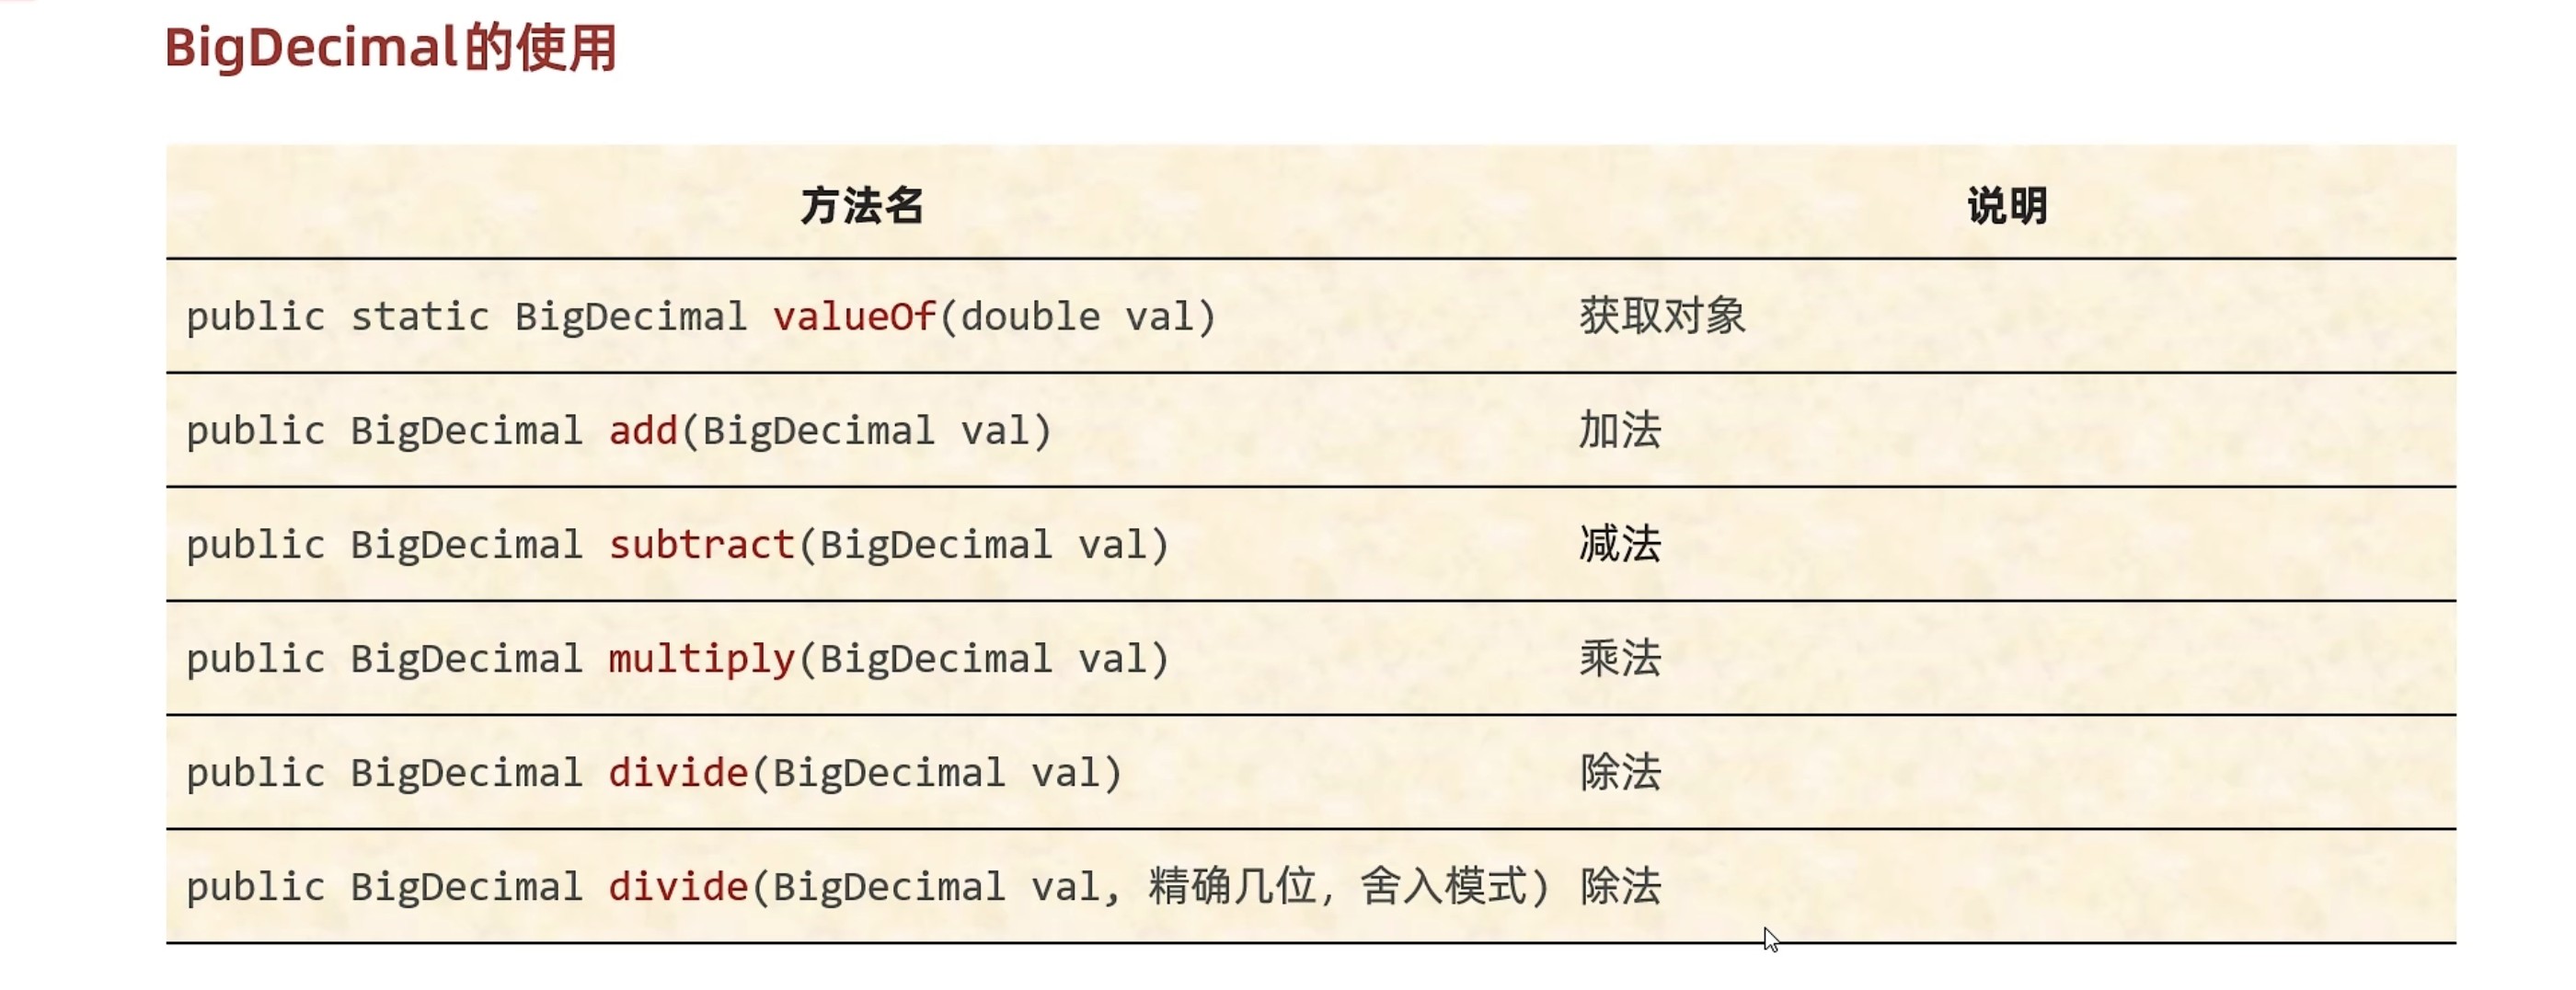 BigDecimal的使用
方法名 说明
public static BigDecimal valueOf(double val) 获取对象
public BigDecimal add(BigDecimal val) 加法
public BigDecimal subtract(BigDecimal val) 减法
public BigDecimal multiply(BigDecimal val) 乘法
public BigDecimal divide(BigDecimal val) 除法
public BigDecimal divide(BigDecimal val, 精确几位, 舍入模式) 除法